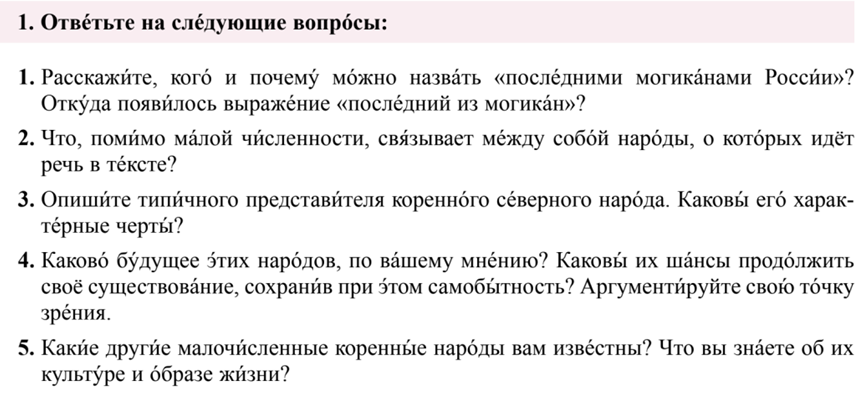 1. Отве́тьте на сле́дующие вопро́сы:
1. Расскажи́те, кого́ и почему́ мо́жно назва́ть «после́дними могика́нами Росси́и»?
Отку́да появи́лось выраже́ние «после́дний из могика́н»?
2. Что, поми́мо ма́лой чи́сленности, свя́зывает ме́жду собо́й наро́ды, о кото́рых идёт
речь в те́ксте?
3. Опиши́те типи́чного представи́теля коренно́го се́верного наро́да. Каковы́ его́ харак-
те́рные черты́?
4. Каково́ бу́дущее э́тих наро́дов, по ва́шему мне́нию? Каковы́ их ша́нсы продо́лжить
своё существова́ние, сохрани́в при э́том самобы́тность? Аргументи́руйте свою́ то́чку
зре́ния.
5. Каки́е други́е малочи́сленные коренны́е наро́ды вам изве́стны? Что вы зна́ете об их
культу́ре и о́бразе жи́зни?